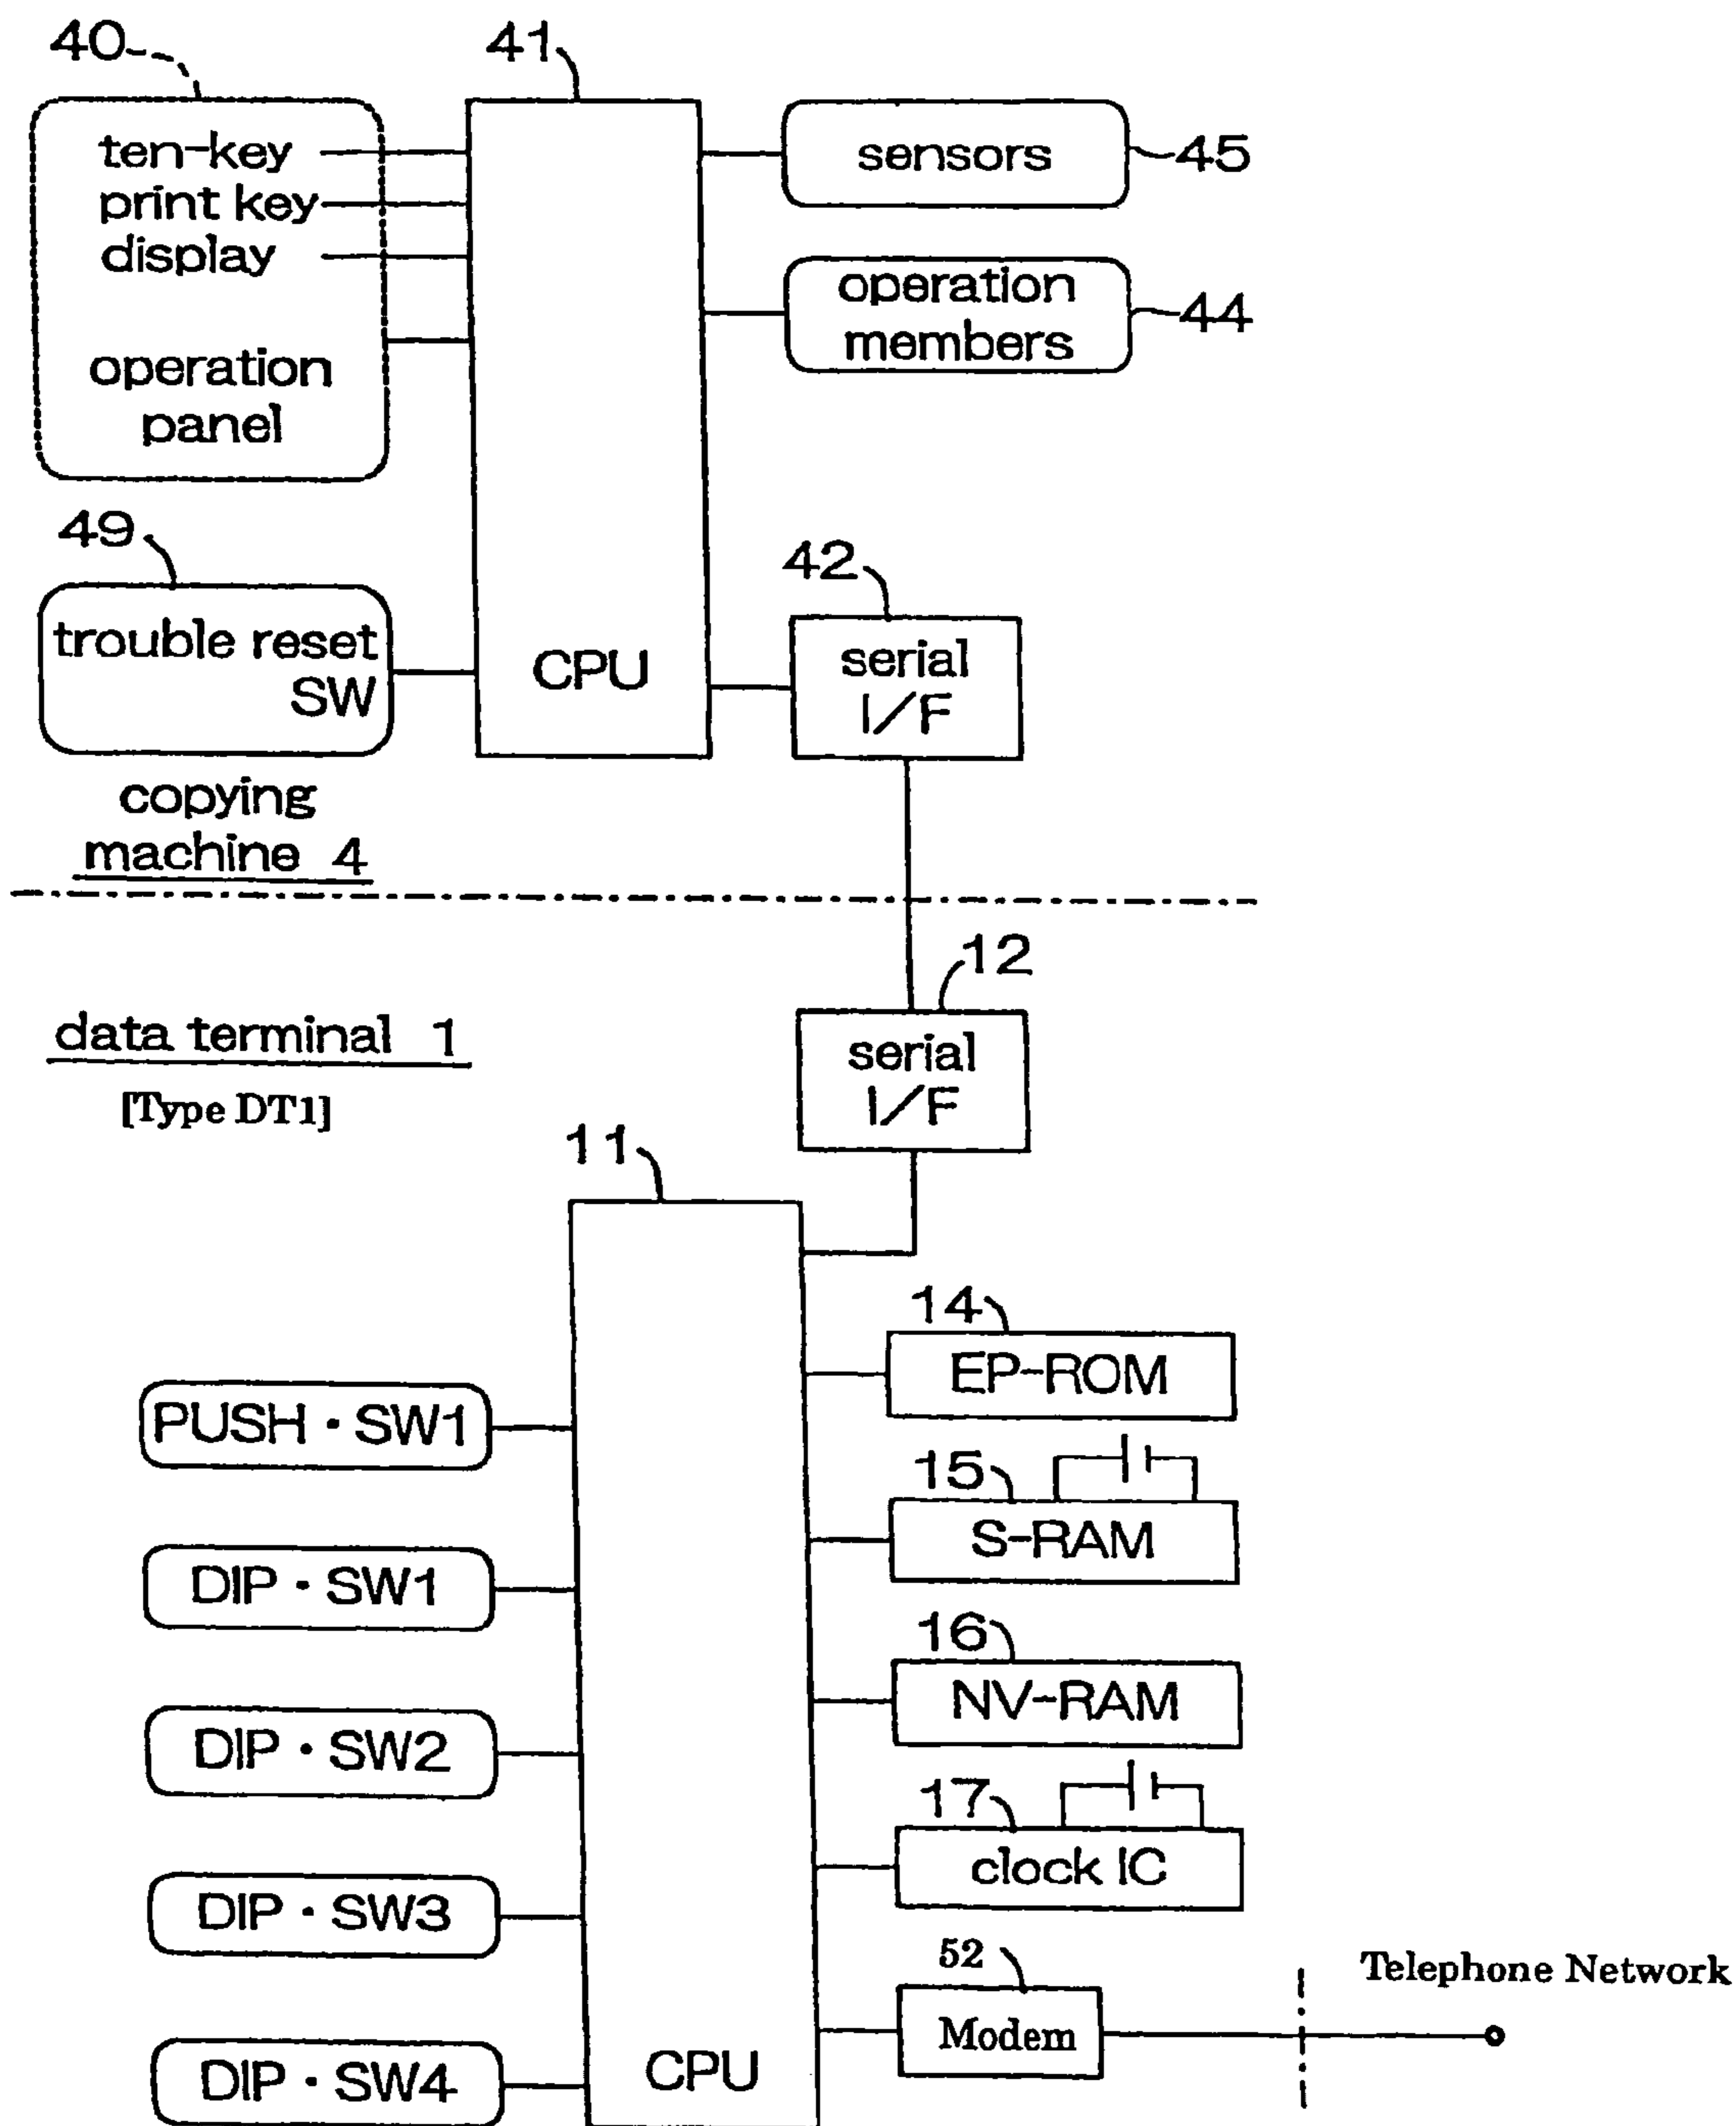 40
41
ten-key
print key
display
operation
panel
sensors
45
operation
members
44
49
trouble reset
SW
CPU
42
serial
I/F
copying
machine 4
12
data terminal 1
[Type DT1]
serial
I/F
11
14
EP-ROM
PUSH・SW1
15
S-RAM
DIP・SW1
16
NV-RAM
DIP・SW2
17
clock IC
DIP・SW3
52
Modem
Telephone Network
CPU
DIP・SW4